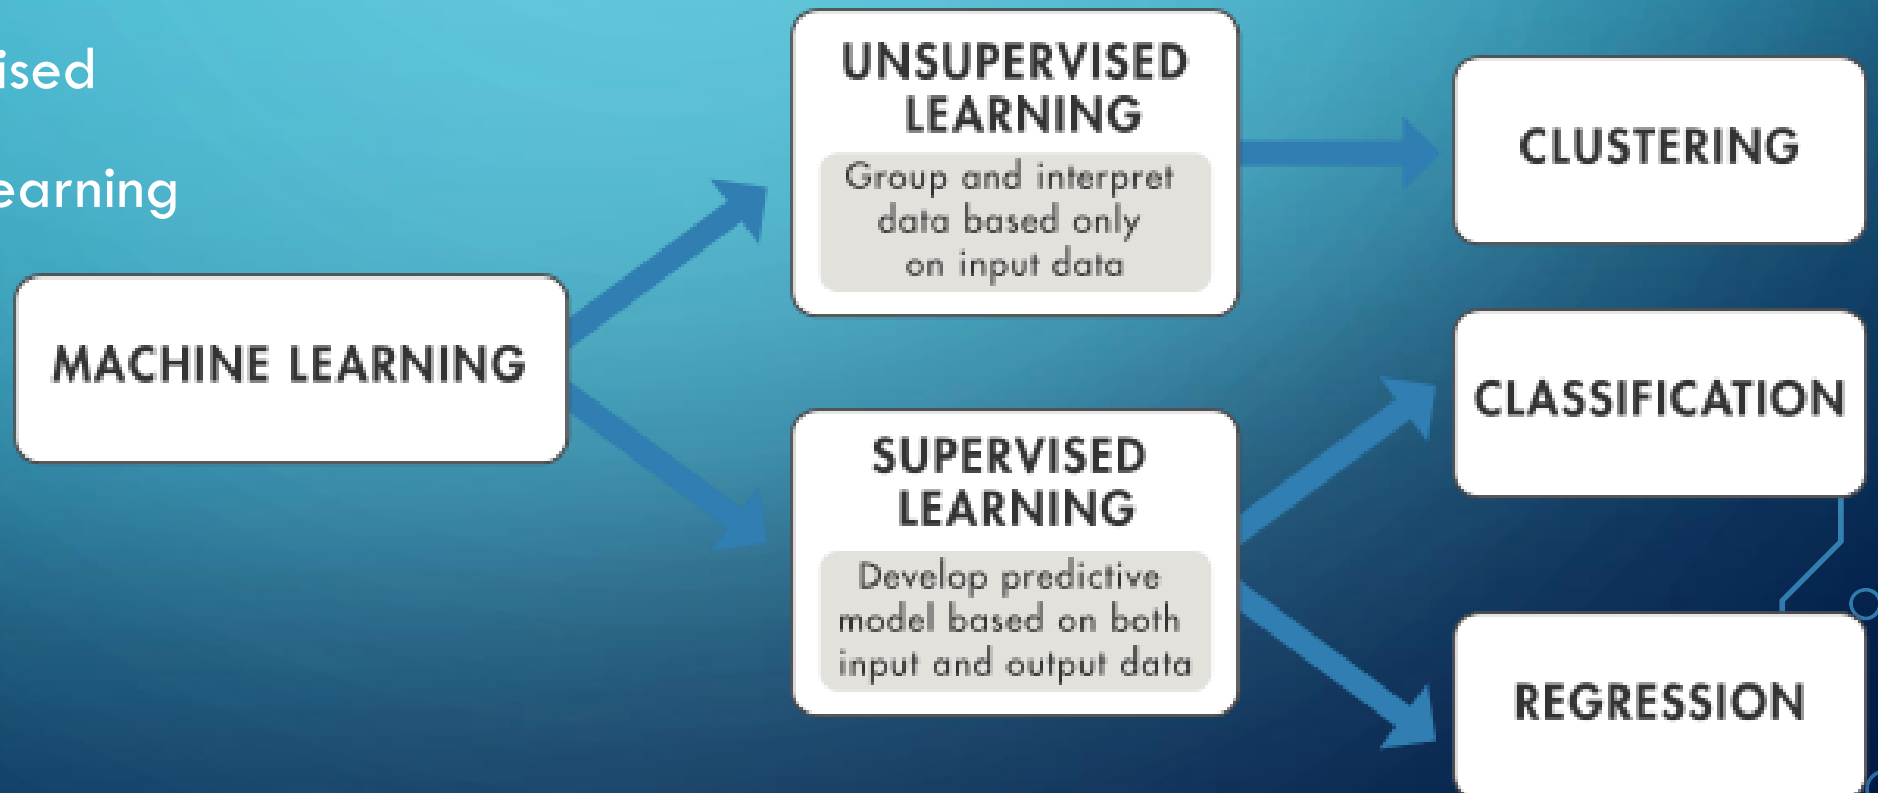 ised
earning
MACHINE LEARNING
UNSUPERVISED
LEARNING
Group and interpret
data based only
on input data
SUPERVISED
LEARNING
Develop predictive
model based on both
input and output data
CLUSTERING
CLASSIFICATION
REGRESSION